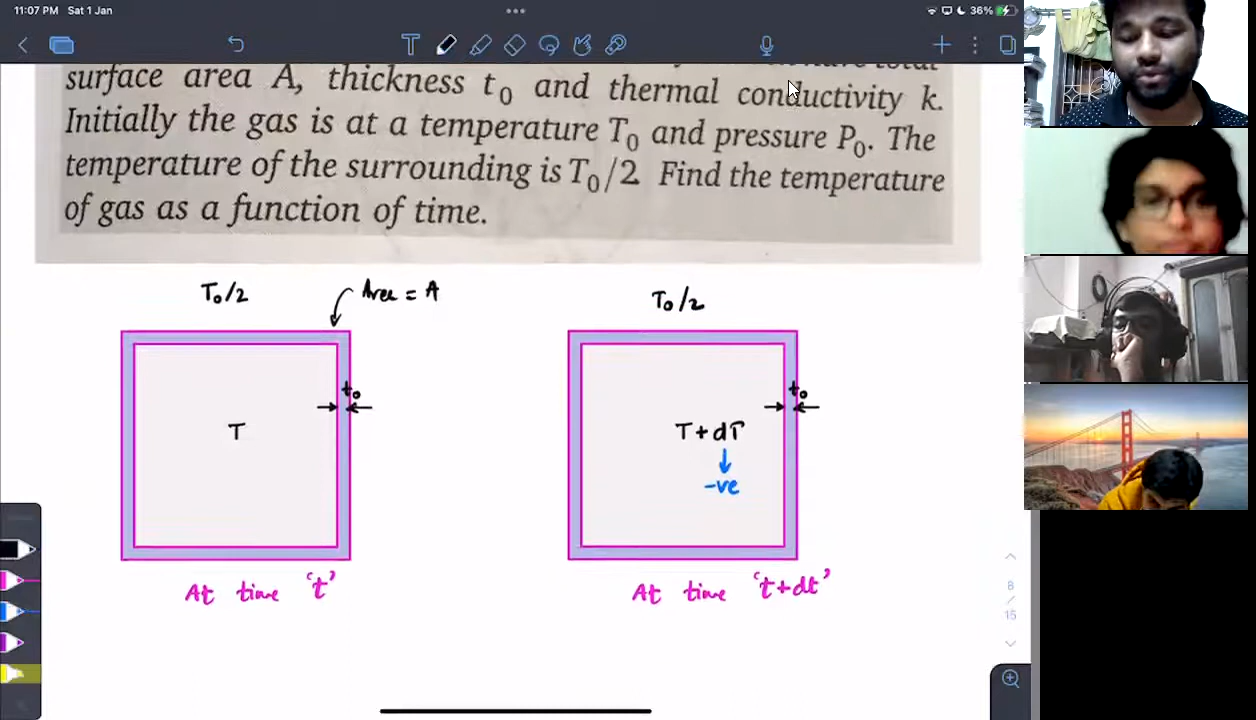 11:07 PM Sat 1 Jan
36%
surface area A, thickness t₀ and thermal conductivity k.
Initially the gas is at a temperature T₀ and pressure P₀. The
temperature of the surrounding is T₀/2 Find the temperature
of gas as a function of time.
T₀/2 Area = A
T₀/2
t₀
t₀
T
T+dT
-ve
At time 't'
At time 't+dt'
8
/
15